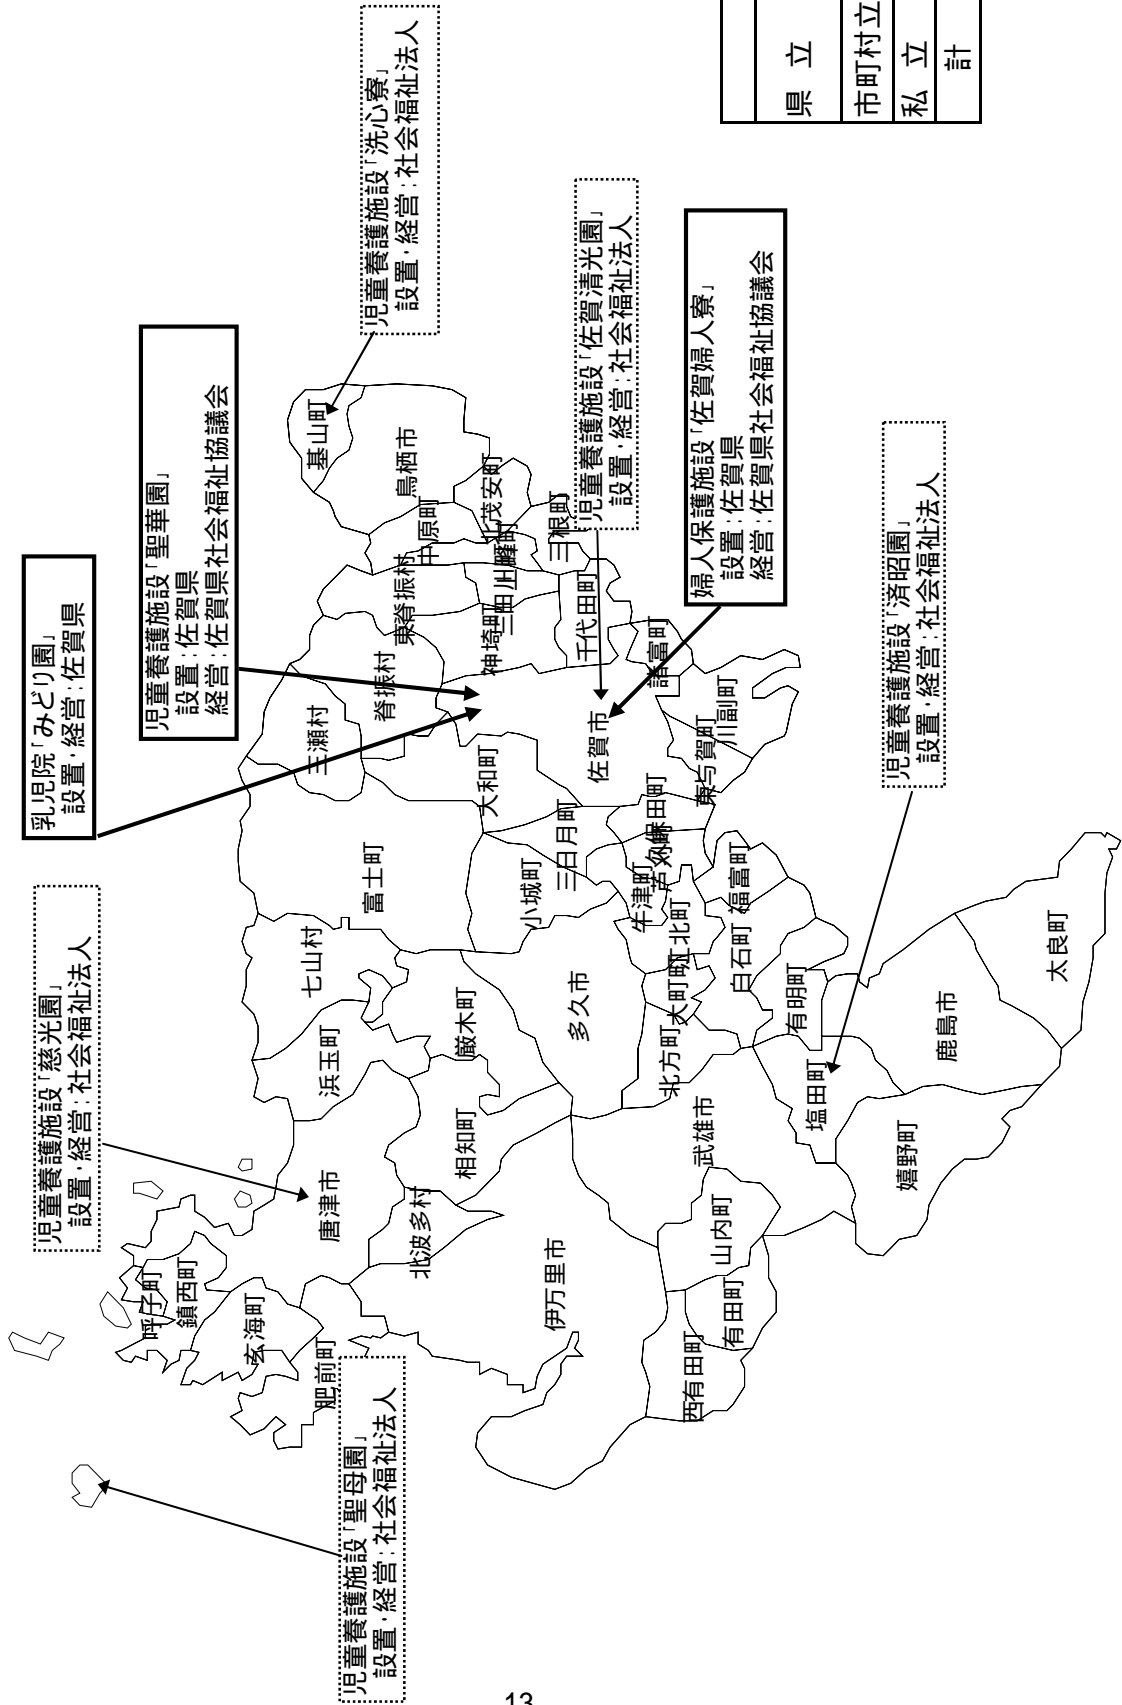 乳児院「みどり園」
設置・経営：佐賀県
児童養護施設「慈光園」
設置・経営：社会福祉法人
児童養護施設「聖華園」
設置：佐賀県
経営：佐賀県社会福祉協議会
児童養護施設「聖母園」
設置・経営：社会福祉法人
児童養護施設「洗心寮」
設置・経営：社会福祉法人
呼子町
鎮西町
玄海町
肥前町
唐津市
浜玉町
七山村
富士町
三瀬村
脊振村
東脊振村
基山町
鳥栖市
中原町
北茂安町
三根町
上峰町
三田川町
神埼町
千代田町
北波多村
相知町
厳木町
小城町
三日月町
大和町
佐賀市
諸富町
川副町
東与賀町
久保田町
芦刈町
牛津町
多久市
伊万里市
西有田町
有田町
山内町
武雄市
北方町
大町町
江北町
白石町
福富町
有明町
塩田町
嬉野町
鹿島市
太良町
児童養護施設「佐賀清光園」
設置・経営：社会福祉法人
婦人保護施設「佐賀婦人寮」
設置：佐賀県
経営：佐賀県社会福祉協議会
児童養護施設「済昭園」
設置・経営：社会福祉法人
県 立
市町村立
私 立
計
13